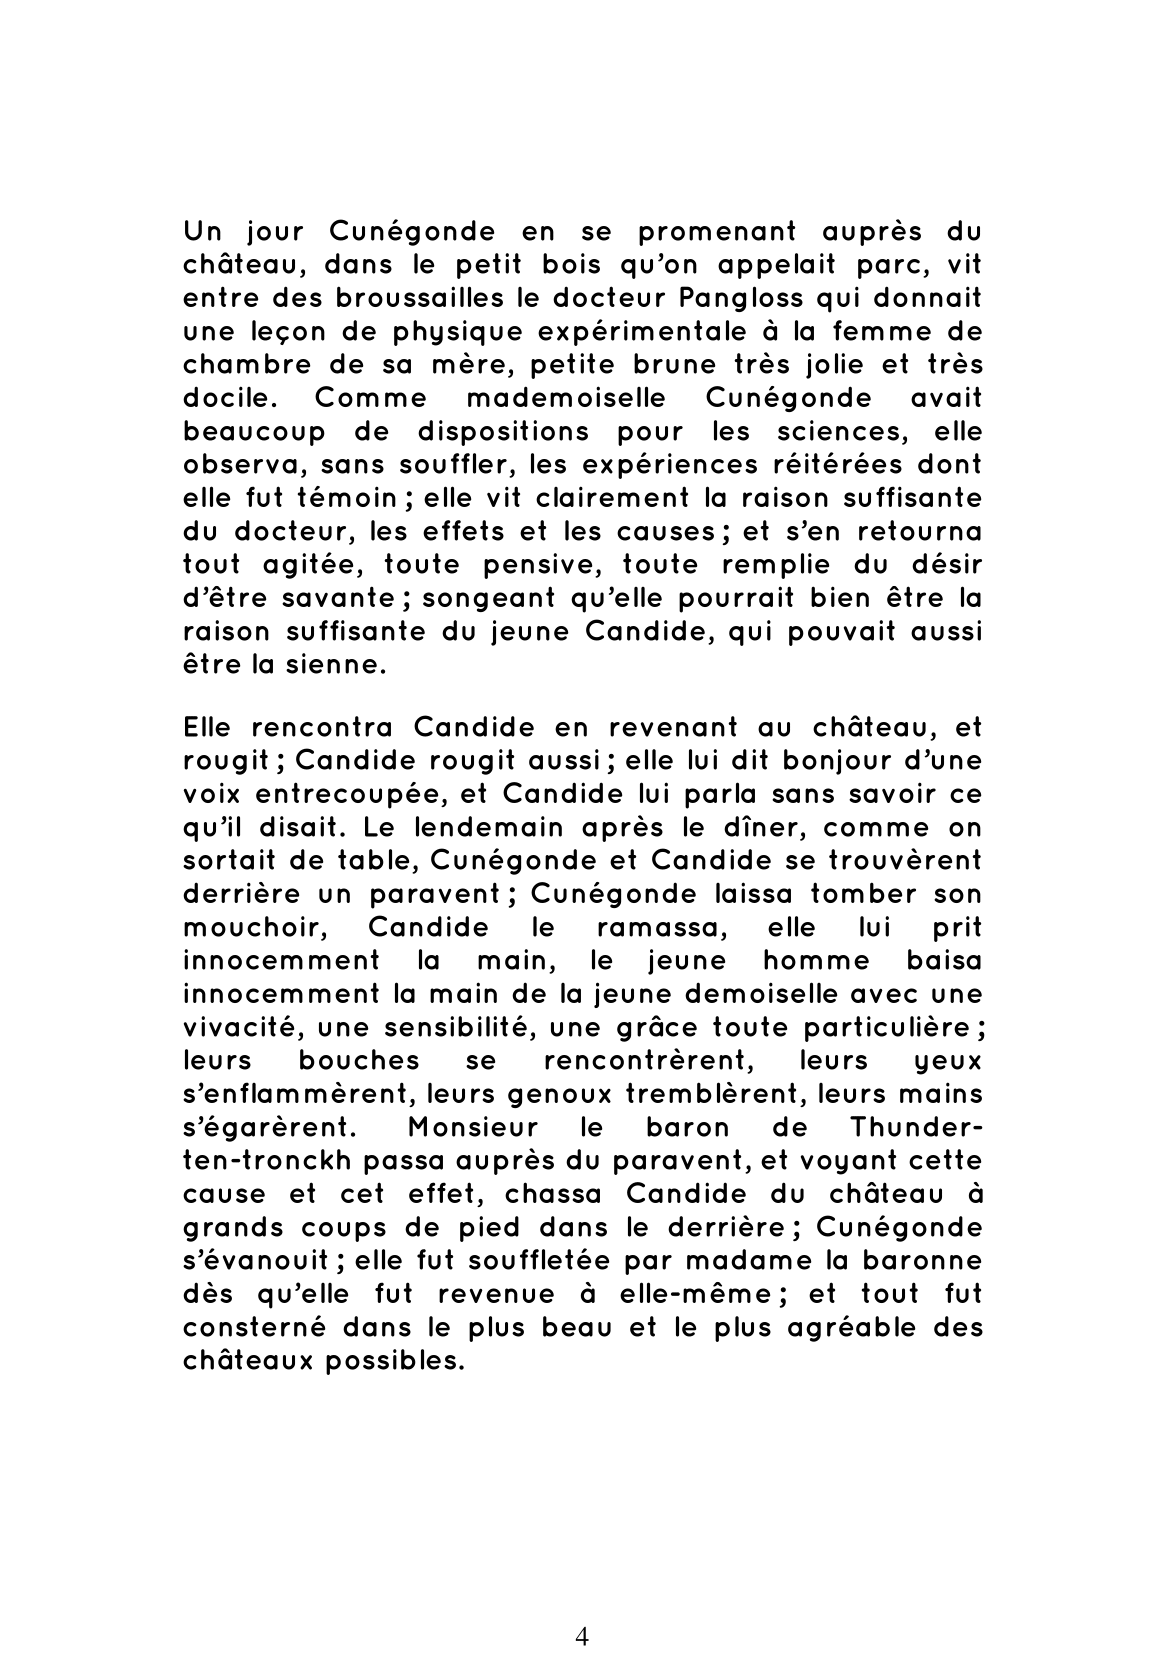 Un jour Cunégonde en se promenant auprès du
château, dans le petit bois qu’on appelait parc, vit
entre des broussailles le docteur Pangloss qui donnait
une leçon de physique expérimentale à la femme de
chambre de sa mère, petite brune très jolie et très
docile. Comme mademoiselle Cunégonde avait
beaucoup de dispositions pour les sciences, elle
observa, sans souffler, les expériences réitérées dont
elle fut témoin ; elle vit clairement la raison suffisante
du docteur, les effets et les causes ; et s’en retourna
tout agitée, toute pensive, toute remplie du désir
d’être savante ; songeant qu’elle pourrait bien être la
raison suffisante du jeune Candide, qui pouvait aussi
être la sienne.
Elle rencontra Candide en revenant au château, et
rougit ; Candide rougit aussi ; elle lui dit bonjour d’une
voix entrecoupée, et Candide lui parla sans savoir ce
qu’il disait. Le lendemain après le dîner, comme on
sortait de table, Cunégonde et Candide se trouvèrent
derrière un paravent ; Cunégonde laissa tomber son
mouchoir, Candide le ramassa, elle lui prit
innocemment la main, le jeune homme baisa
innocemment la main de la jeune demoiselle avec une
vivacité, une sensibilité, une grâce toute particulière ;
leurs bouches se rencontrèrent, leurs yeux
s’enflammèrent, leurs genoux tremblèrent, leurs mains
s’égarèrent. Monsieur le baron de Thunder-
ten-tronckh passa auprès du paravent, et voyant cette
cause et cet effet, chassa Candide du château à
grands coups de pied dans le derrière ; Cunégonde
s’évanouit ; elle fut souffletée par madame la baronne
dès qu’elle fut revenue à elle-même ; et tout fut
consterné dans le plus beau et le plus agréable des
châteaux possibles.
4